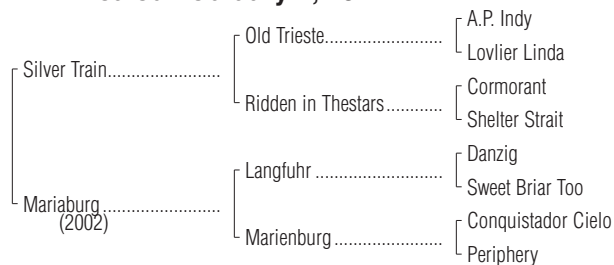 A.P. Indy
Old Trieste
Lovlier Linda
Silver Train
Cormorant
Ridden in Thestars
Shelter Strait
Danzig
Langfuhr
Sweet Briar Too
Mariaburg
(2002)
Conquistador Cielo
Marienburg
Periphery